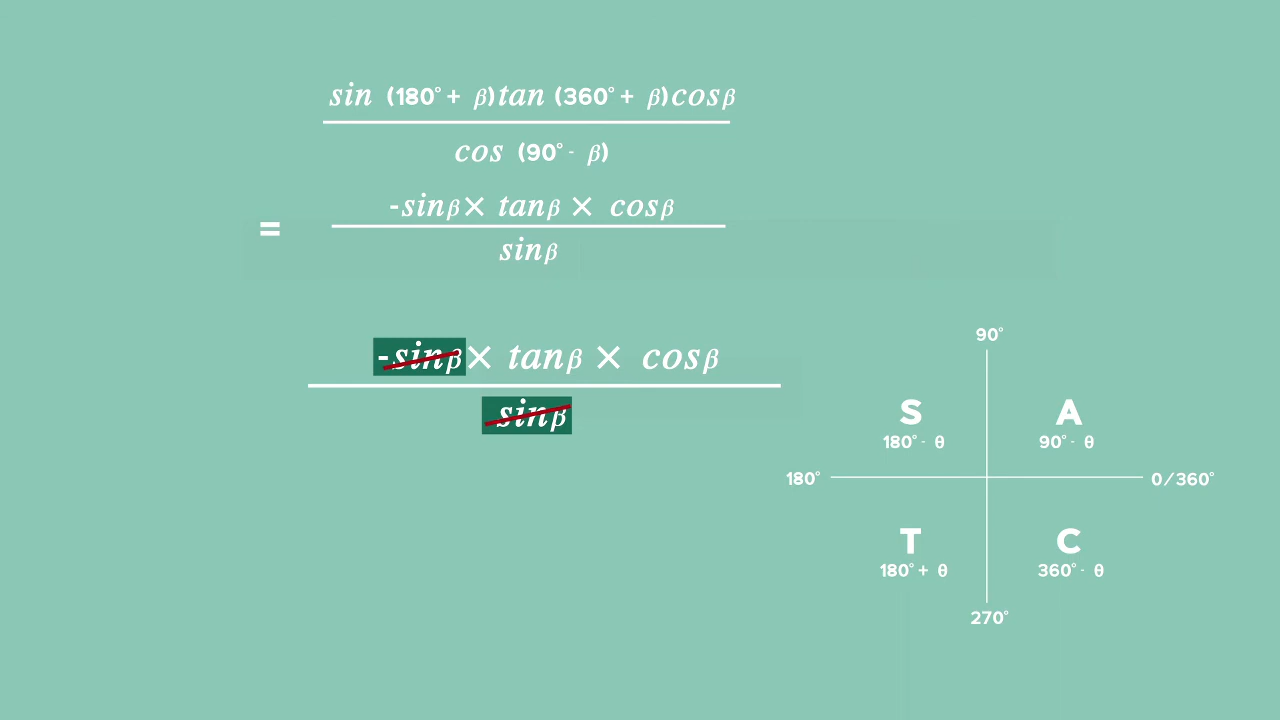 sin (180°+ β)tan (360°+ β)cosβ
cos (90°- β)
-sinβ× tanβ × cosβ
=
sinβ
-sinβ× tanβ × cosβ
sinβ
90°
S A
180°- θ 90°- θ
180° 0/360°
T C
180°+ θ 360°- θ
270°